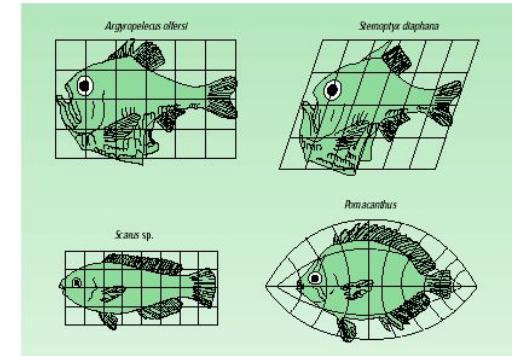 Argyropelecus olfersi
Sternoptyx diaphana
Scarus sp.
Pomacanthus